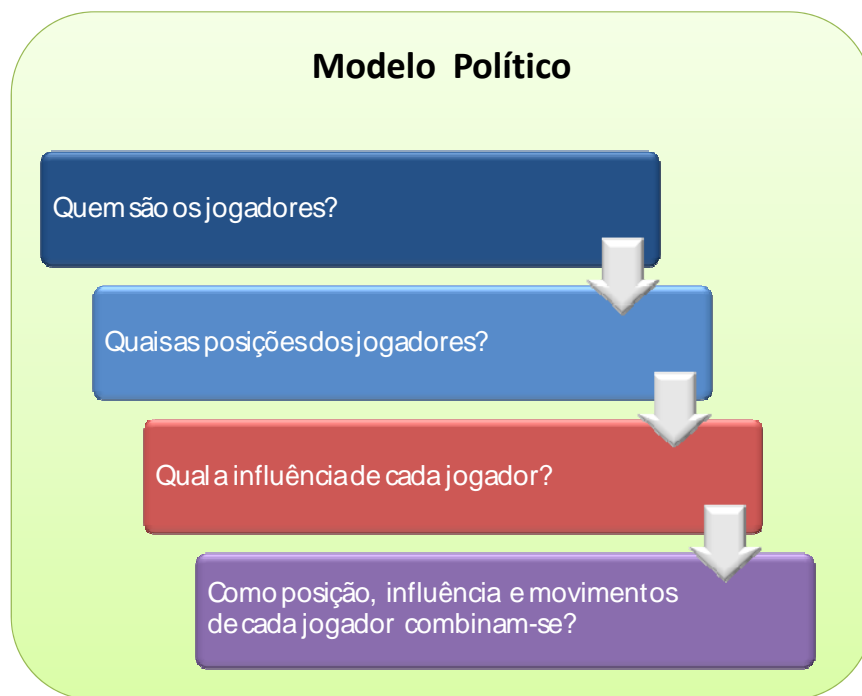 Modelo Político
Quem são os jogadores?
Quais as posições dos jogadores?
Qual a influência de cada jogador?
Como posição, influência e movimentos
de cada jogador combinam-se?